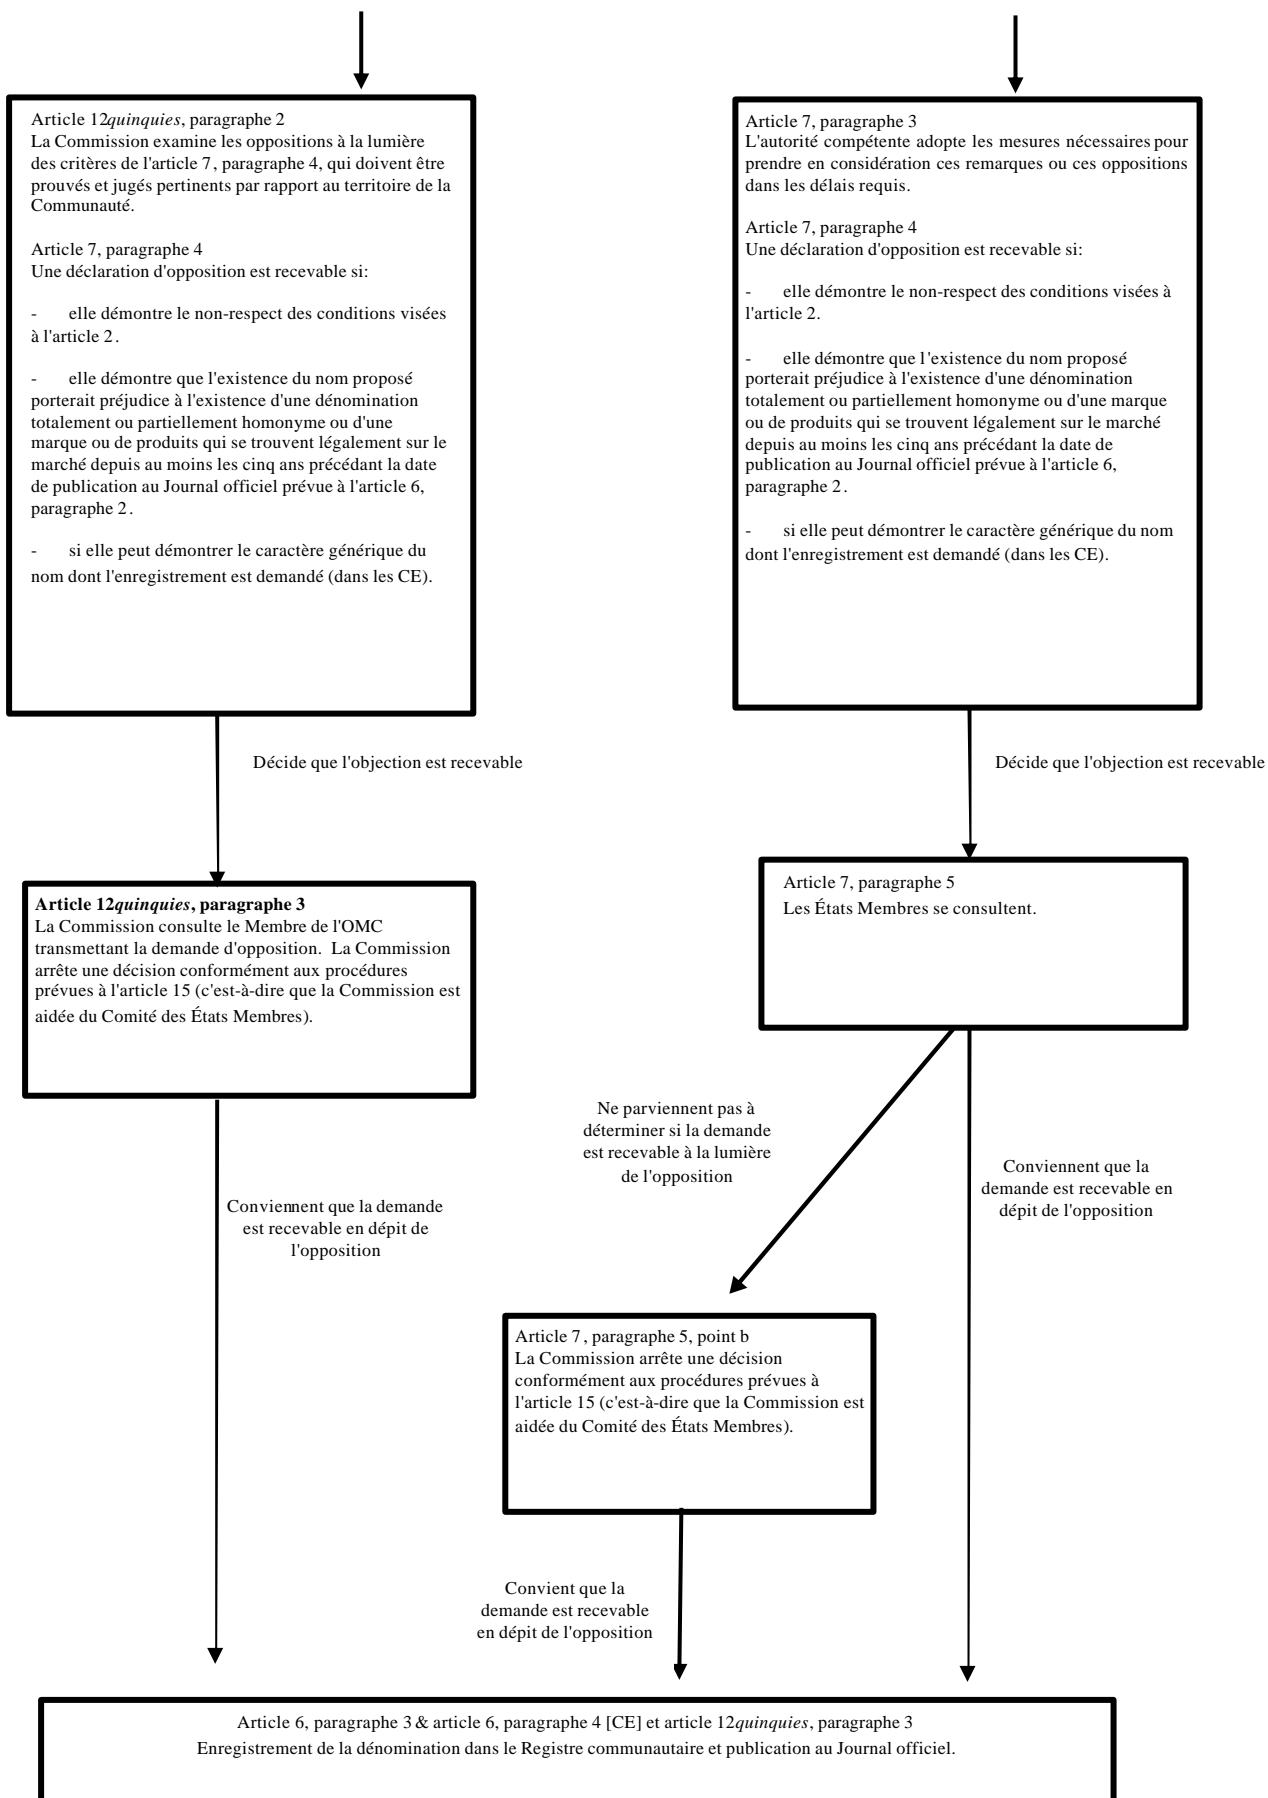 Article 12quinquies, paragraphe 2
La Commission examine les oppositions à la lumière
des critères de l'article 7, paragraphe 4, qui doivent être
prouvés et jugés pertinents par rapport au territoire de la
Communauté.
Article 7, paragraphe 4
Une déclaration d'opposition est recevable si:
- elle démontre le non-respect des conditions visées
à l'article 2.
- elle démontre que l'existence du nom proposé
porterait préjudice à l'existence d'une dénomination
totalement ou partiellement homonyme ou d'une
marque ou de produits qui se trouvent légalement sur le
marché depuis au moins les cinq ans précédant la date
de publication au Journal officiel prévue à l'article 6,
paragraphe 2.
- si elle peut démontrer le caractère générique du
nom dont l'enregistrement est demandé (dans les CE).
Article 7, paragraphe 3
L'autorité compétente adopte les mesures nécessaires pour
prendre en considération ces remarques ou ces oppositions
dans les délais requis.
Article 7, paragraphe 4
Une déclaration d'opposition est recevable si:
- elle démontre le non-respect des conditions visées à
l'article 2.
- elle démontre que l'existence du nom proposé
porterait préjudice à l'existence d'une dénomination
totalement ou partiellement homonyme ou d'une marque
ou de produits qui se trouvent légalement sur le marché
depuis au moins les cinq ans précédant la date de
publication au Journal officiel prévue à l'article 6,
paragraphe 2.
- si elle peut démontrer le caractère générique du nom
dont l'enregistrement est demandé (dans les CE).
Décide que l'objection est recevable
Décide que l'objection est recevable
Article 12quinquies, paragraphe 3
La Commission consulte le Membre de l'OMC
transmettant la demande d'opposition. La Commission
arrête une décision conformément aux procédures
prévues à l'article 15 (c'est-à-dire que la Commission est
aidée du Comité des États Membres).
Article 7, paragraphe 5
Les États Membres se consultent.
Ne parviennent pas à
déterminer si la demande
est recevable à la lumière
de l'opposition
Conviennent que la
demande est recevable en
dépit de l'opposition
Conviennent que la demande
est recevable en dépit de
l'opposition
Article 7, paragraphe 5, point b
La Commission arrête une décision
conformément aux procédures prévues à
l'article 15 (c'est-à-dire que la Commission est
aidée du Comité des États Membres).
Convient que la
demande est recevable
en dépit de l'opposition
Article 6, paragraphe 3 & article 6, paragraphe 4 [CE] et article 12quinquies, paragraphe 3
Enregistrement de la dénomination dans le Registre communautaire et publication au Journal officiel.